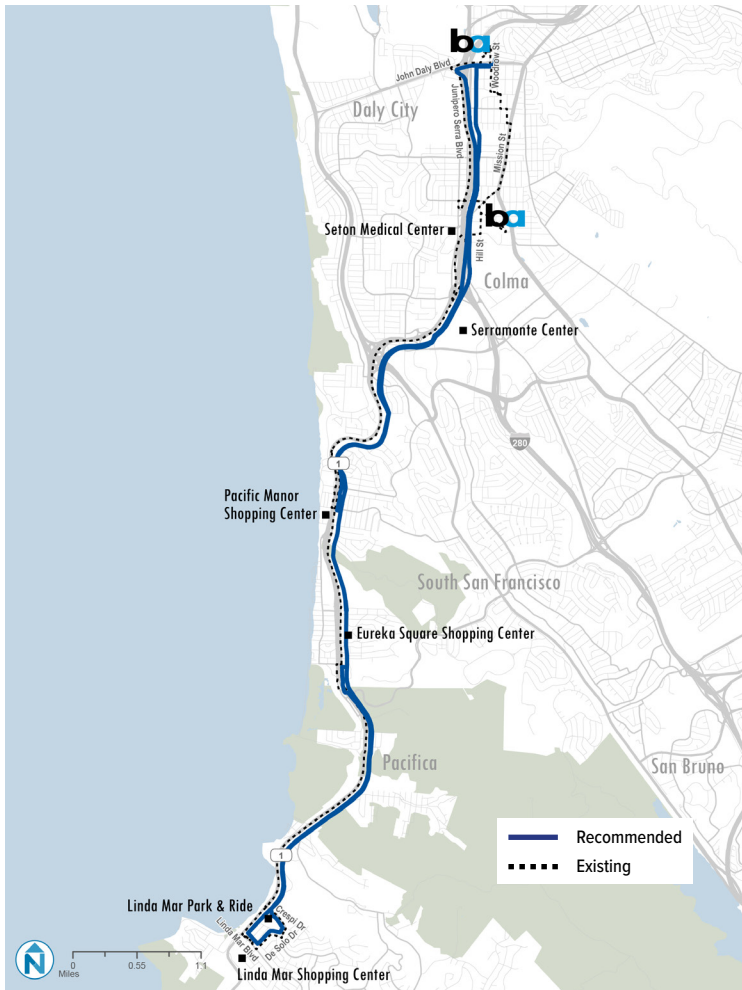 ba
John Daly Blvd
Woodrow St
Daly City
Junipero Serra Blvd
Mission St
ba
Seton Medical Center
Hill St
Colma
Serramonte Center
280
1
Pacific Manor
Shopping Center
South San Francisco
Eureka Square Shopping Center
Pacifica
San Bruno
Recommended
Existing
1
Linda Mar Park & Ride
Crespi Dr
Linda Mar Blvd
De Solo Dr
Linda Mar Shopping Center
N
0 0.55 1.1
Miles